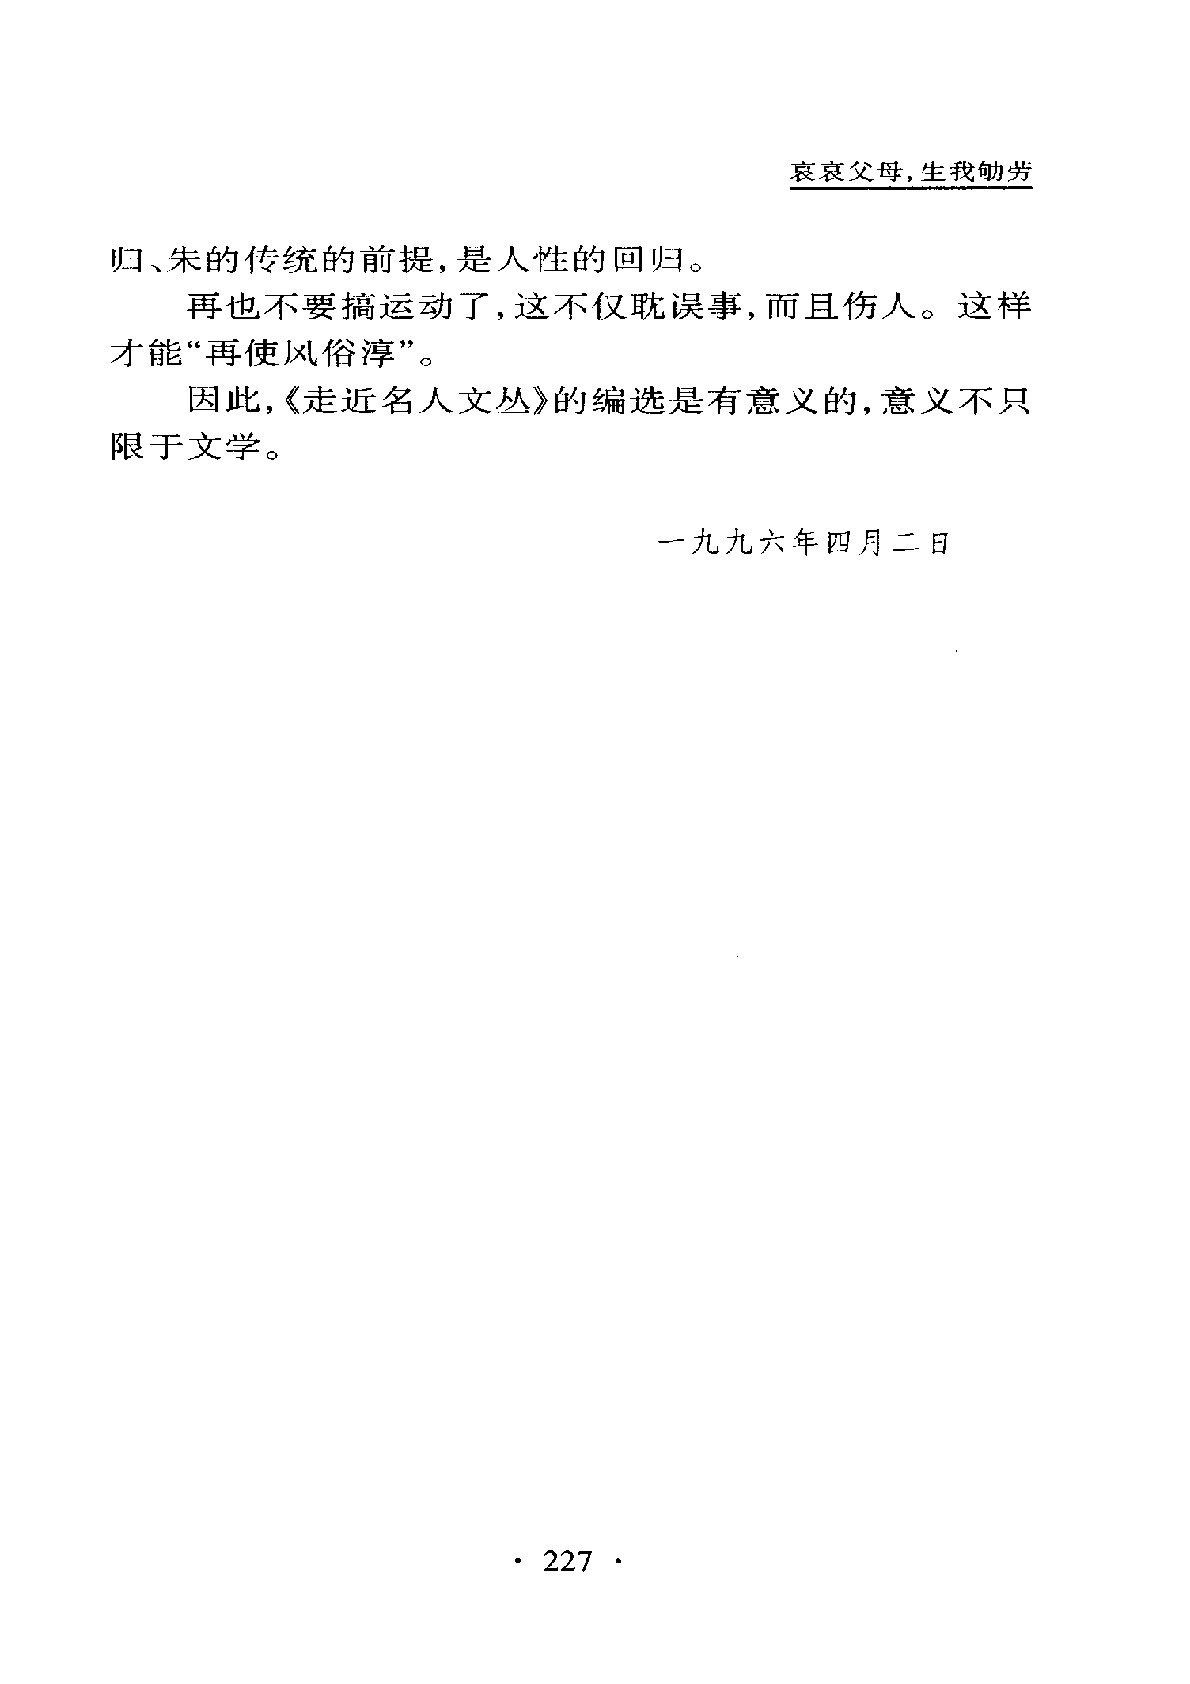 哀哀父母，生我劬劳
归、朱的传统的前提，是人性的回归。
再也不要搞运动了，这不仅耽误事，而且伤人。这样
才能“再使风俗淳”。
因此，《走近名人文丛》的编选是有意义的，意义不只
限于文学。
一九九六年四月二日
· 227 ·